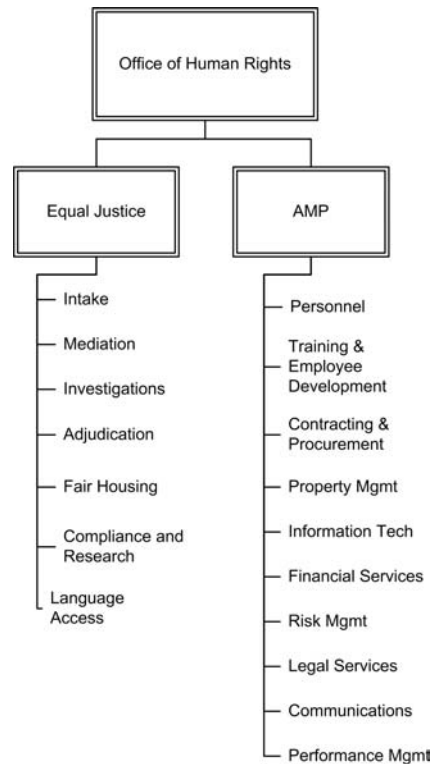 Office of Human Rights
Equal Justice
AMP
Intake
Mediation
Investigations
Adjudication
Fair Housing
Compliance and
Research
Language
Access
Personnel
Training &
Employee
Development
Contracting &
Procurement
Property Mgmt
Information Tech
Financial Services
Risk Mgmt
Legal Services
Communications
Performance Mgmt